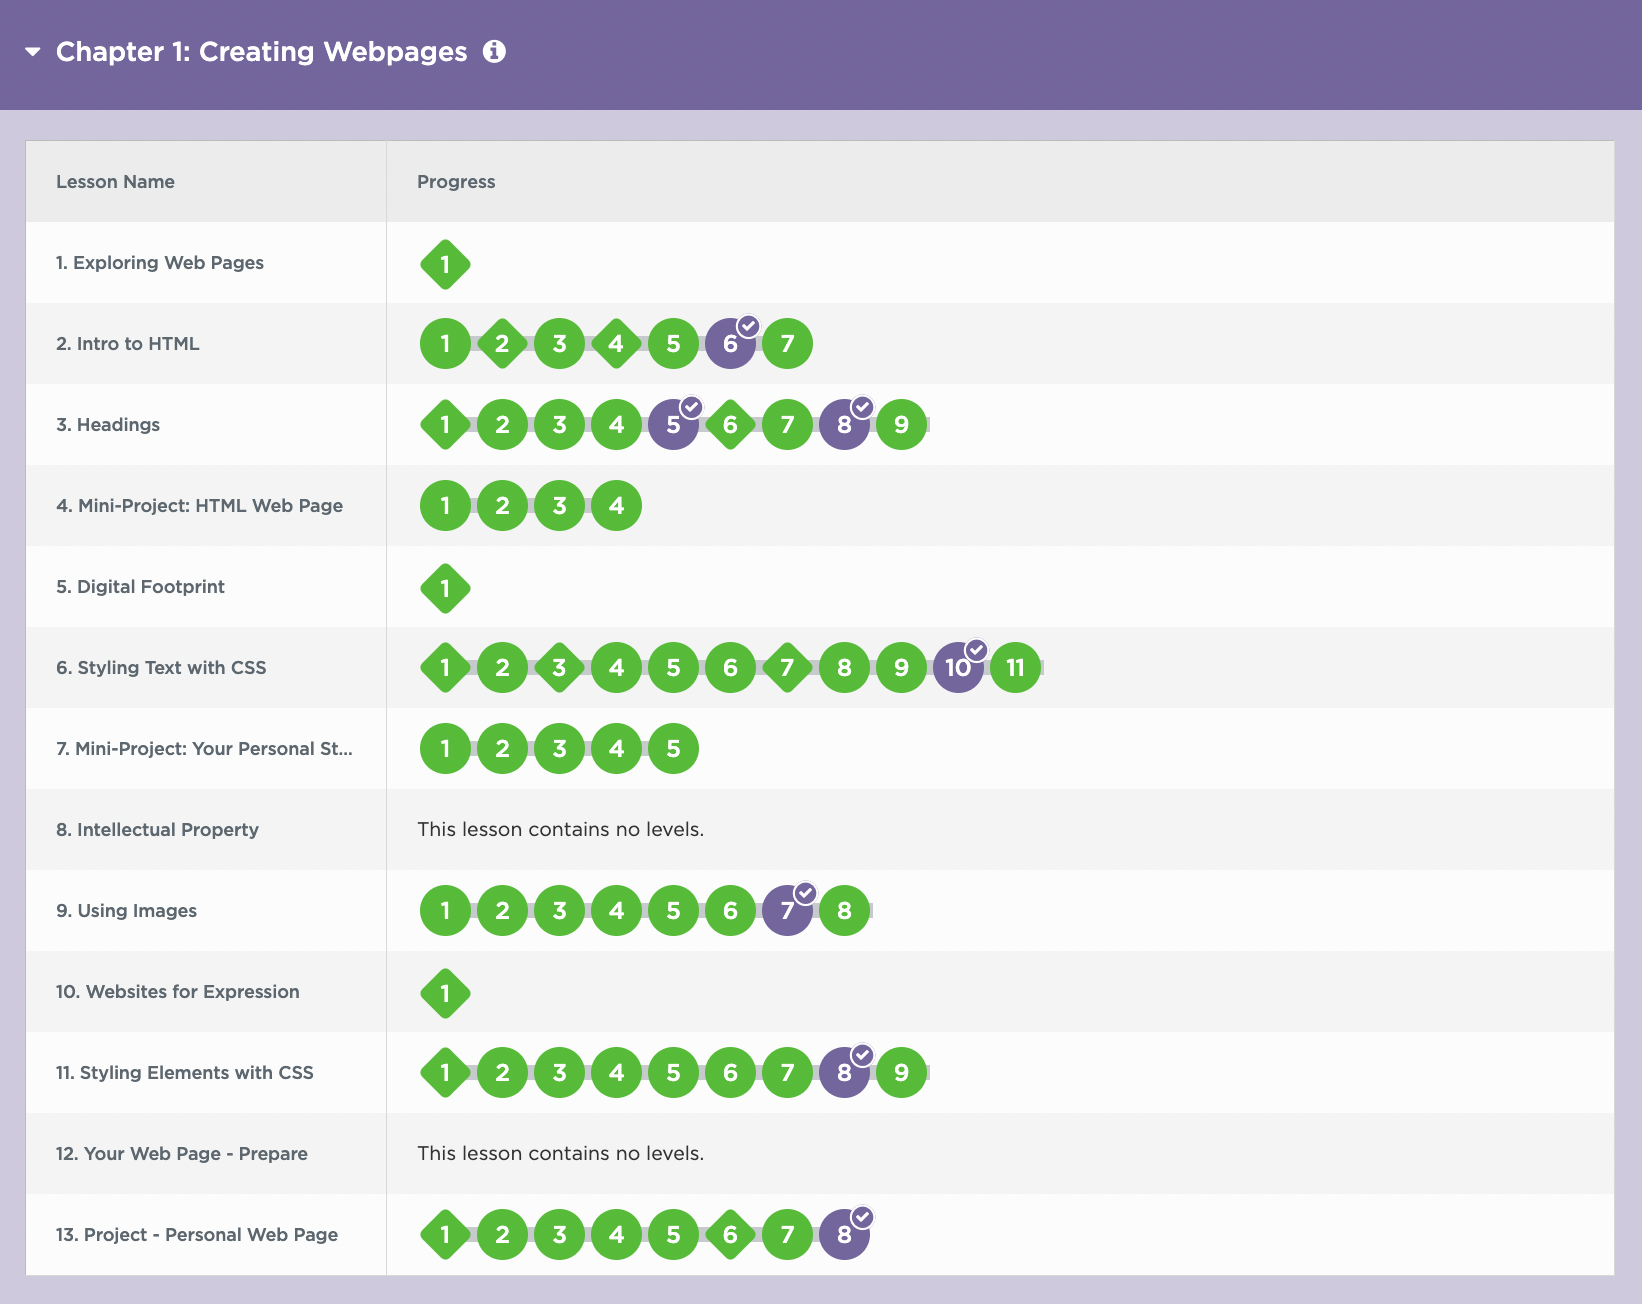 Chapter 1: Creating Webpages
Lesson Name Progress
1. Exploring Web Pages 1
2. Intro to HTML 1 2 3 4 5 6 7
3. Headings 1 2 3 4 5 6 7 8 9
4. Mini-Project: HTML Web Page 1 2 3 4
5. Digital Footprint 1
6. Styling Text with CSS 1 2 3 4 5 6 7 8 9 10 11
7. Mini-Project: Your Personal St... 1 2 3 4 5
8. Intellectual Property This lesson contains no levels.
9. Using Images 1 2 3 4 5 6 7 8
10. Websites for Expression 1
11. Styling Elements with CSS 1 2 3 4 5 6 7 8 9
12. Your Web Page - Prepare This lesson contains no levels.
13. Project - Personal Web Page 1 2 3 4 5 6 7 8